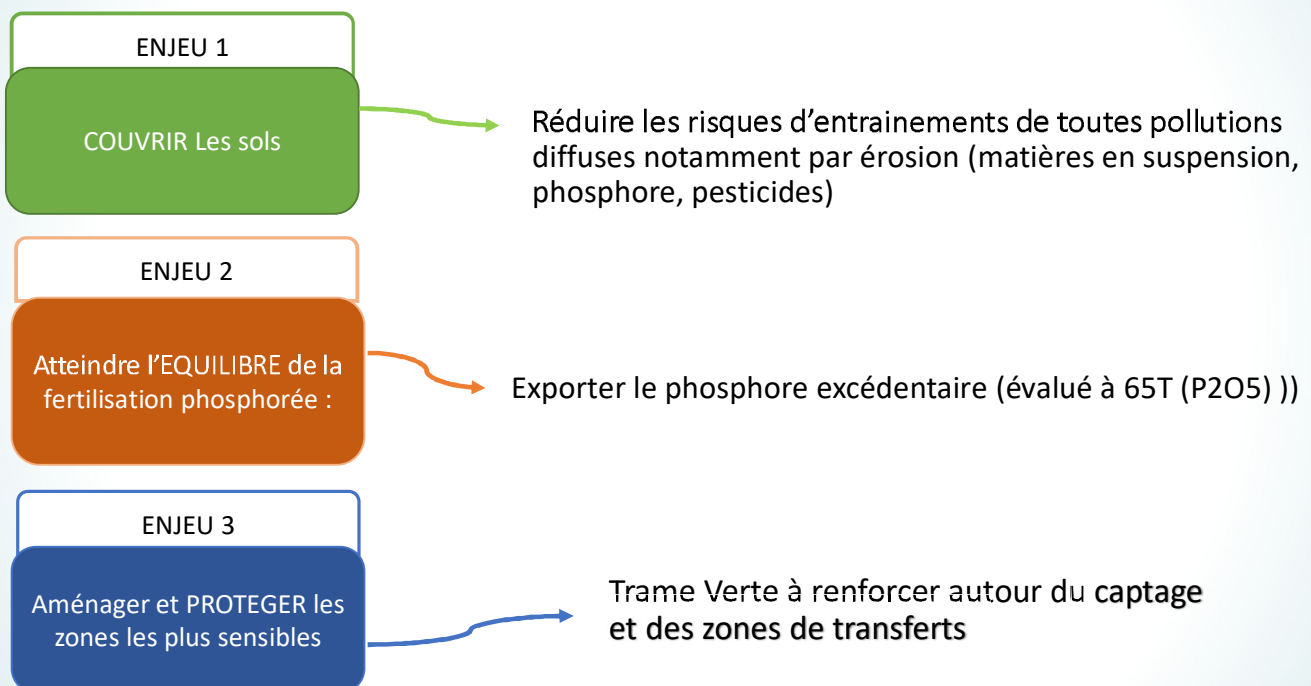 ENJEU 1
COUVRIR Les sols
Réduire les risques d’entrainements de toutes pollutions
diffuses notamment par érosion (matières en suspension,
phosphore, pesticides)
ENJEU 2
Atteindre l’EQUILIBRE de la
fertilisation phosphorée :
Exporter le phosphore excédentaire (évalué à 65T (P2O5) ))
ENJEU 3
Aménager et PROTEGER les
zones les plus sensibles
Trame Verte à renforcer autour du captage
et des zones de transferts